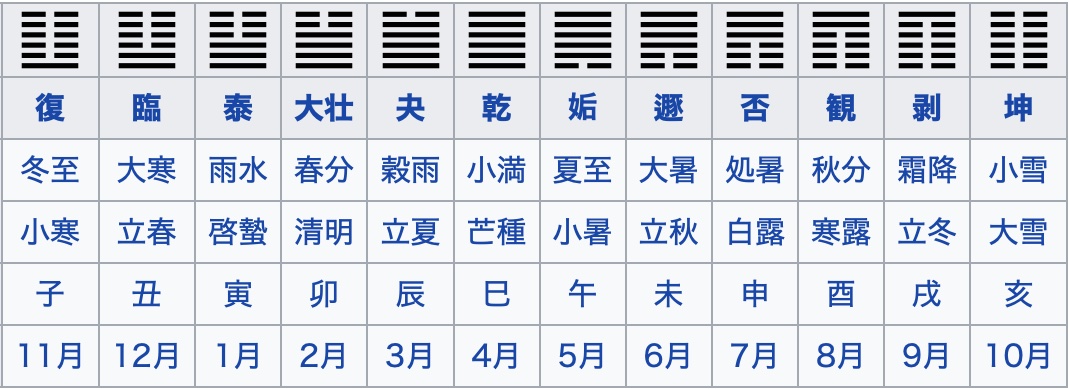 復 臨 泰 大壮 夬 乾 姤 遯 否 観 剥 坤
冬至 大寒 雨水 春分 穀雨 小満 夏至 大暑 処暑 秋分 霜降 小雪
小寒 立春 啓蟄 清明 立夏 芒種 小暑 立秋 白露 寒露 立冬 大雪
子 丑 寅 卯 辰 巳 午 未 申 酉 戌 亥
11月 12月 1月 2月 3月 4月 5月 6月 7月 8月 9月 10月